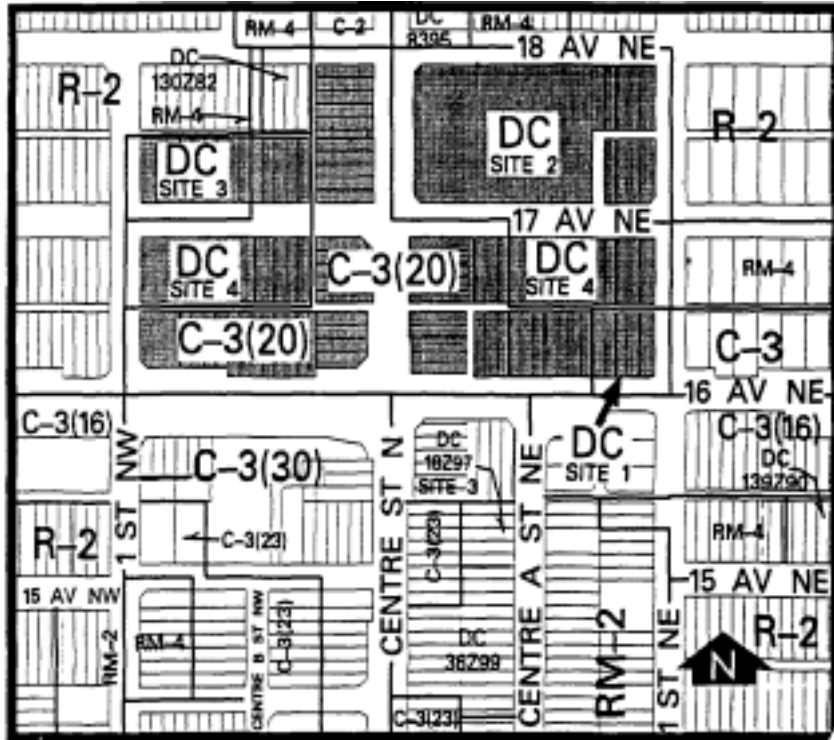 RM-4
C-2
DC
8395
RM-4
18 AV NE
DC
130Z82
R-2
RM-4
DC
SITE 3
DC
SITE 2
R-2
17 AV NE
DC
SITE 4
C-3(20)
DC
SITE 4
RM-4
C-3(20)
C-3
16 AV NE
C-3(16)
1 ST NW
C-3(30)
CENTRE ST N
DC
18Z97
SITE 3
CENTRE A ST NE
DC
SITE 1
C-3(16)
DC
139Z90
R-2
C-3(23)
C-3(23)
RM-4
15 AV NW
15 AV NE
RM-2
RM-4
CENTRE B ST NW
C-3(23)
DC
36Z99
RM-2
1 ST NE
N
R-2
C-3(23)